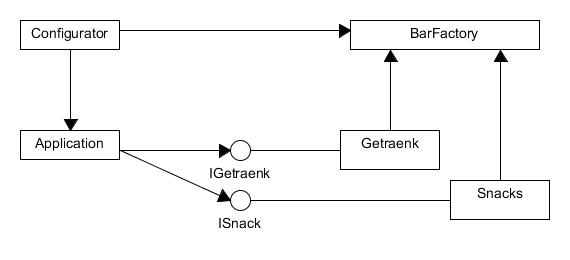 Configurator
BarFactory
Application
Getraenk
IGetraenk
Snacks
ISnack